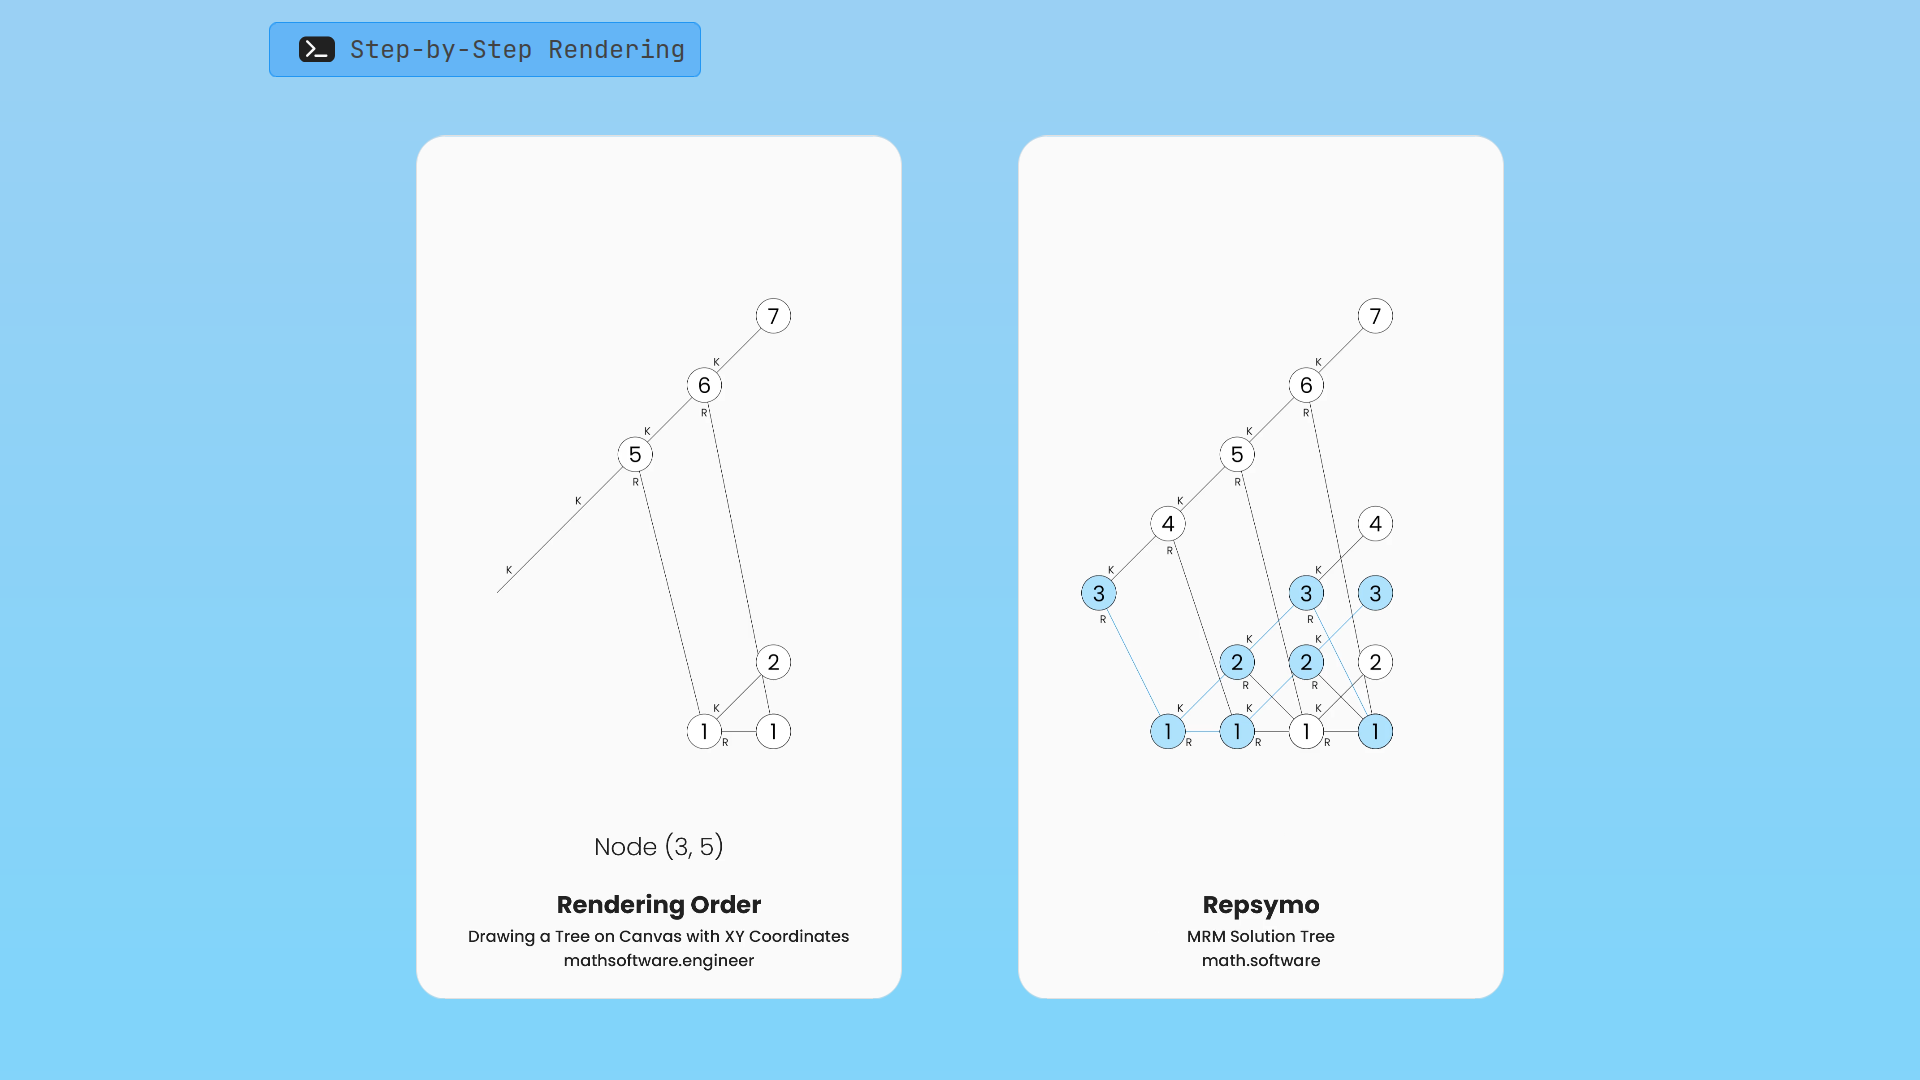 Step-by-Step Rendering
7
K
6
R
K
5
R
K
K
2
K
1
R
1
Node (3, 5)
Rendering Order
Drawing a Tree on Canvas with XY Coordinates
mathsoftware.engineer
7
K
6
R
K
5
R
K
4
4
R
K
K
3
3
3
R
R
K
K
2
2
2
R
R
K
K
K
1
R
1
R
1
R
1
Repsymo
MRM Solution Tree
math.software